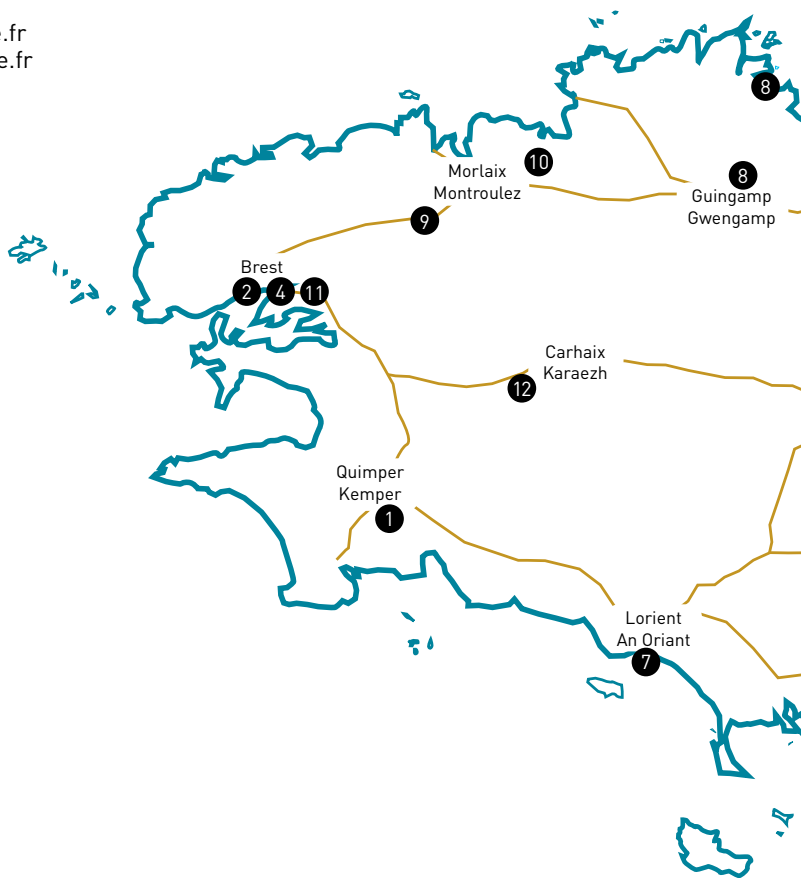 e.fr
e.fr
8
10
Morlaix
Montroulez
8
Guingamp
Gwengamp
9
Brest
2 4 11
Carhaix
Karaezh
12
Quimper
Kemper
1
Lorient
An Oriant
7